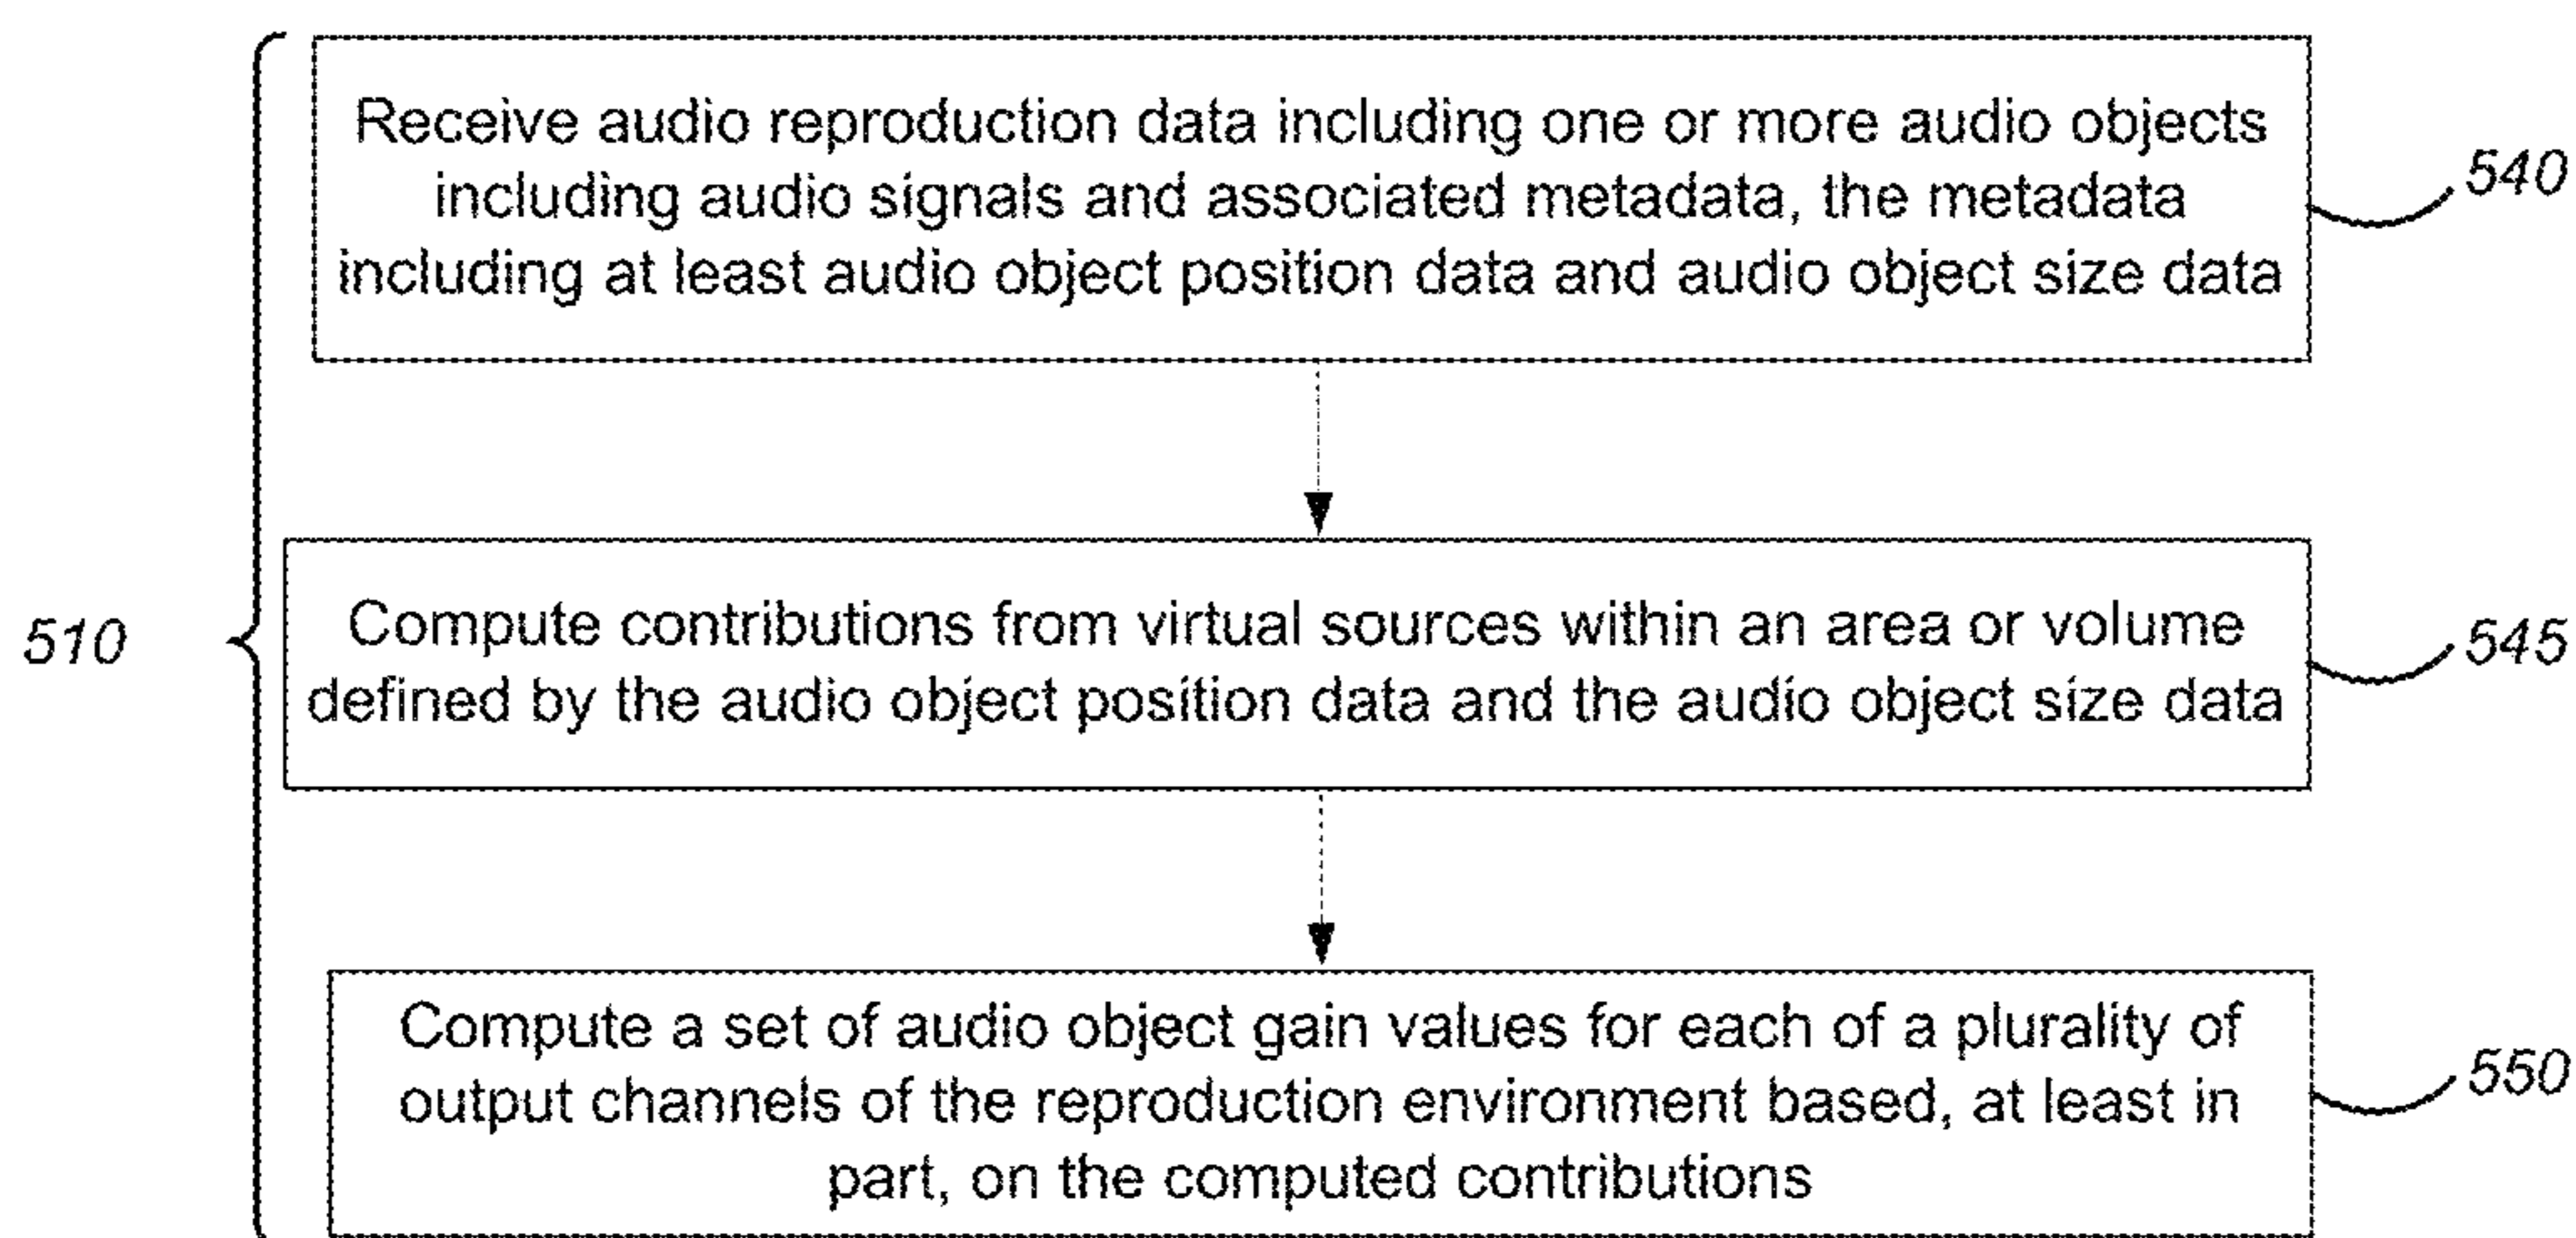 Receive audio reproduction data including one or more audio objects
including audio signals and associated metadata, the metadata
including at least audio object position data and audio object size data
540
510
Compute contributions from virtual sources within an area or volume
defined by the audio object position data and the audio object size data
545
Compute a set of audio object gain values for each of a plurality of
output channels of the reproduction environment based, at least in
part, on the computed contributions
550